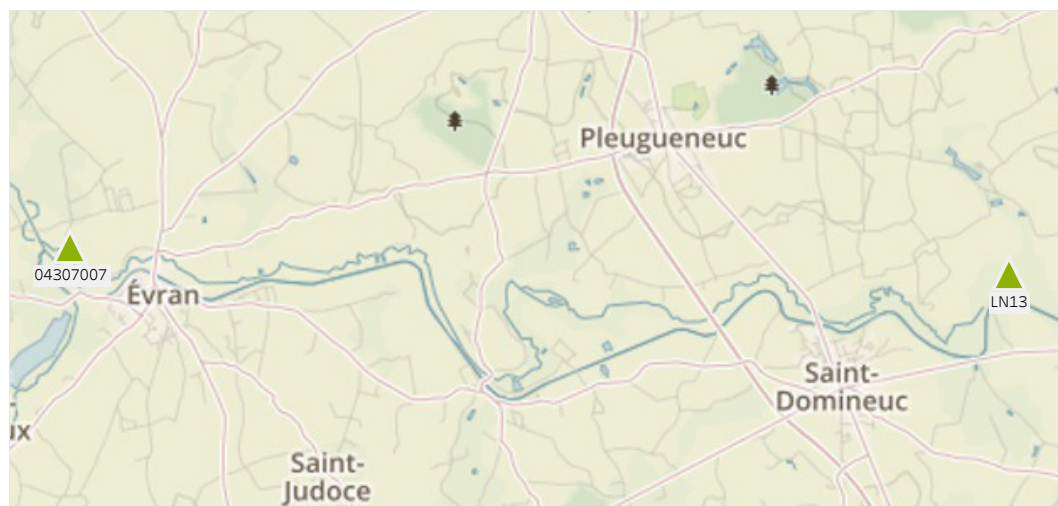 Pleugueneuc
04307007
Évran
LN13
Saint-
Domineuc
ux
Saint-
Judoce